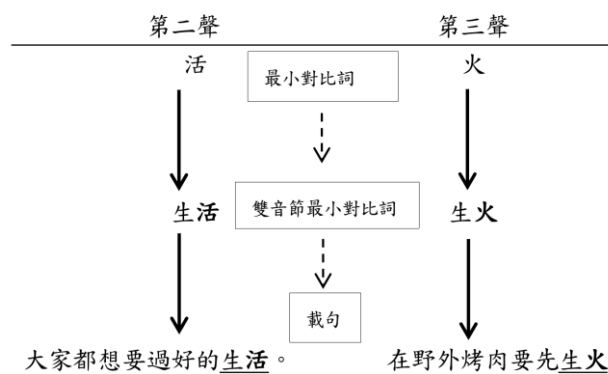 第二聲 第三聲
活 最小對比詞 火
生活 雙音節最小對比詞 生火
載句
大家都想要過好的生活。 在野外烤肉要先生火